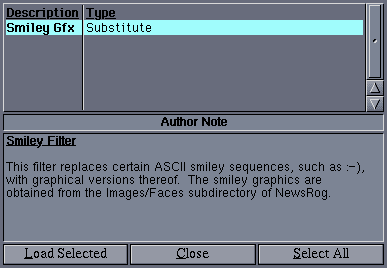 Description Type
Smiley Gfx Substitute
Author Note
Smiley Filter
This filter replaces certain ASCII smiley sequences, such as :-),
with graphical versions thereof. The smiley graphics are
obtained from the Images/Faces subdirectory of NewsRog.
Load Selected Close Select All